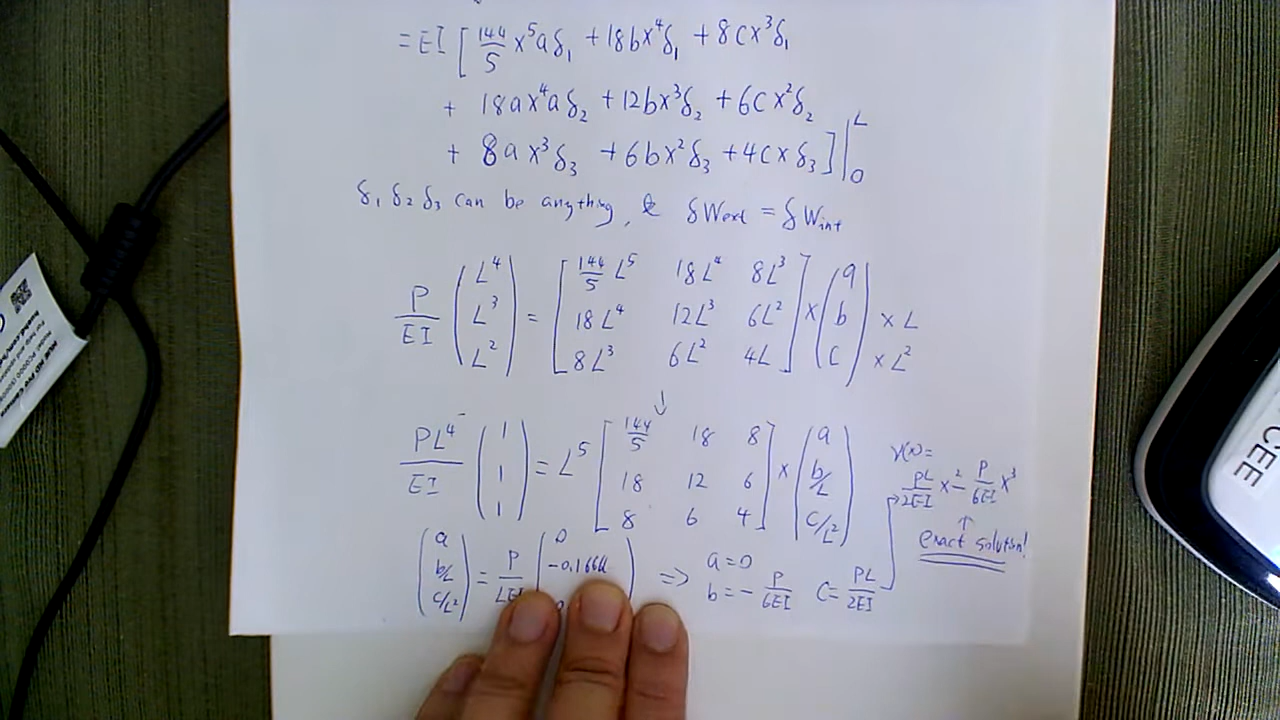 = EI [ 144/5 x⁵aδ₁ + 18bx⁴δ₁ + 8cx³δ₁
+ 18ax⁴aδ₂ + 12bx³δ₂ + 6cx²δ₂
+ 8ax³δ₃ + 6bx²δ₃ + 4cxδ₃ ] |₀ᴸ
δ₁ δ₂ δ₃ can be anything, & δWext = δWint
P/EI (L⁴ L³ L²) = [ 144/5 L⁵ 18L⁴ 8L³
18L⁴ 12L³ 6L²
8L³ 6L² 4L ] × (a b c) × L × L²
↓
PL⁴/EI (1 1 1) = L⁵ [ 144/5 18 8
18 12 6
8 6 4 ] × (a b/L c/L²)
y(x) =
PL/2EI x² - P/6EI x³
↑
exact solution!
(a b/L c/L²) = P/LEI ( 0
⇒ a = 0
b = - P/6EI C = PL/2EI
CEE